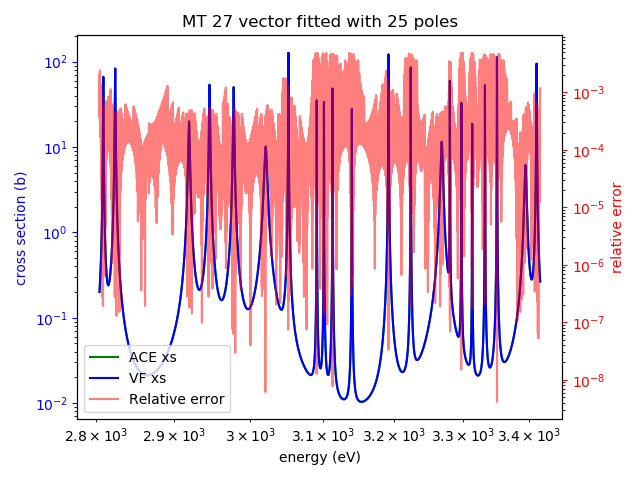 MT 27 vector fitted with 25 poles
10²
10¹
10⁰
10⁻¹
10⁻²
cross section (b)
10⁻³
10⁻⁴
10⁻⁵
10⁻⁶
10⁻⁷
10⁻⁸
relative error
ACE xs
VF xs
Relative error
2.8 × 10³ 2.9 × 10³ 3 × 10³ 3.1 × 10³ 3.2 × 10³ 3.3 × 10³ 3.4 × 10³
energy (eV)